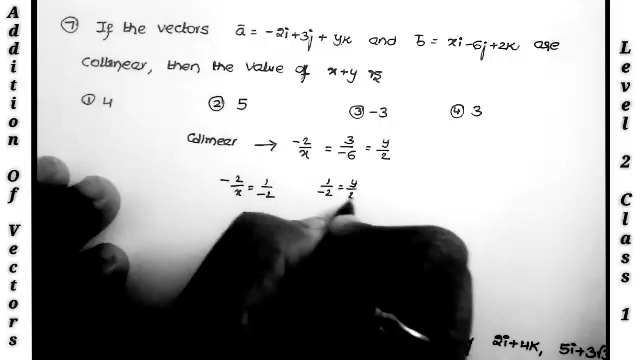 Addition Of Vectors
⑦ If the vectors ā = -2i+3j + yk and b̄ = xi-6j+2k are
Collinear, then the value of x+y is
① 4 ② 5 ③ -3 ④ 3
Collinear → -2/x = 3/-6 = y/2
-2/x = 1/-2 1/-2 = y/2
2i+4k, 5i+3√3
Level 2 Class 1